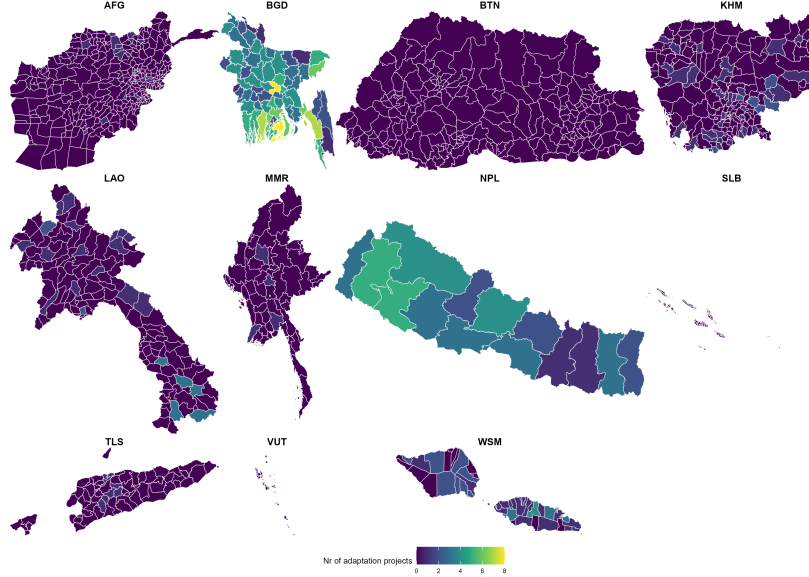 AFG BGD BTN KHM
LAO MMR NPL SLB
TLS VUT WSM
Nr of adaptation projects
0 2 4 6 8